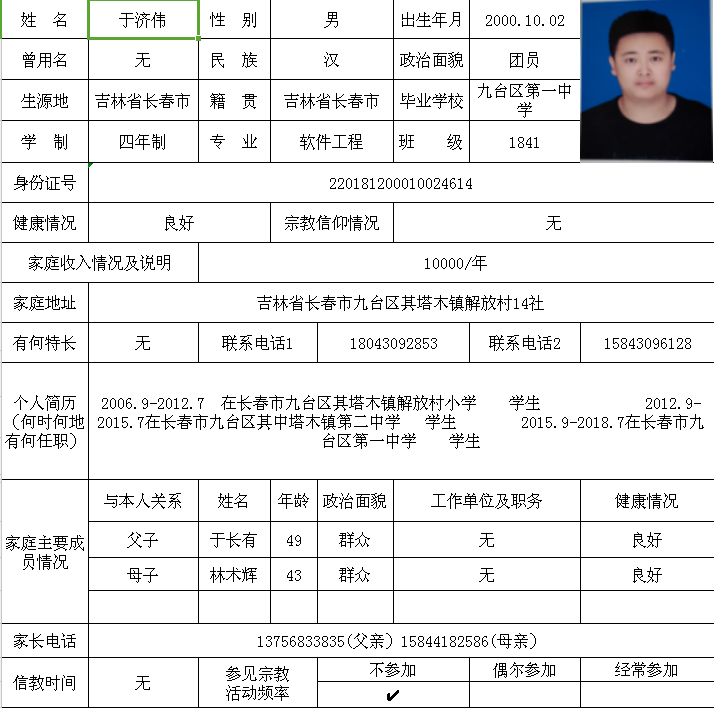 姓 名 于济伟 性 别 男 出生年月 2000.10.02
曾用名 无 民 族 汉 政治面貌 团员
生源地 吉林省长春市 籍 贯 吉林省长春市 毕业学校 九台区第一中
学
学 制 四年制 专 业 软件工程 班 级 1841
身份证号 220181200010024614
健康情况 良好 宗教信仰情况 无
家庭收入情况及说明 10000/年
家庭地址 吉林省长春市九台区其塔木镇解放村14社
有何特长 无 联系电话1 18043092853 联系电话2 15843096128
个人简历
（何时何地
有何任职）
2006.9-2012.7 在长春市九台区其塔木镇解放村小学 学生 2012.9-
2015.7在长春市九台区其中塔木镇第二中学 学生 2015.9-2018.7在长春市九
台区第一中学 学生
家庭主要成
员情况
与本人关系 姓名 年龄 政治面貌 工作单位及职务 健康情况
父子 于长有 49 群众 无 良好
母子 林术辉 43 群众 无 良好
家长电话 13756833835(父亲) 15844182586(母亲)
信教时间 无 参见宗教
活动频率
不参加 偶尔参加 经常参加
✔